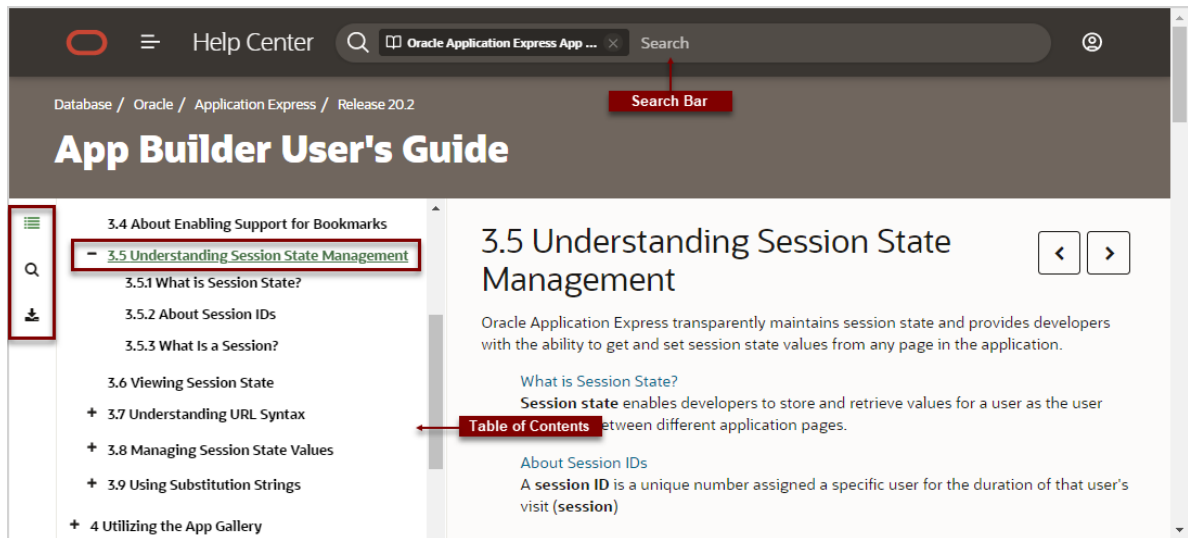 Help Center
Oracle Application Express App ...
Search
Search Bar
Database / Oracle / Application Express / Release 20.2
App Builder User's Guide
3.4 About Enabling Support for Bookmarks
3.5 Understanding Session State Management
3.5.1 What is Session State?
3.5.2 About Session IDs
3.5.3 What Is a Session?
3.6 Viewing Session State
3.7 Understanding URL Syntax
3.8 Managing Session State Values
3.9 Using Substitution Strings
4 Utilizing the App Gallery
Table of Contents
3.5 Understanding Session State
Management
Oracle Application Express transparently maintains session state and provides developers
with the ability to get and set session state values from any page in the application.
What is Session State?
Session state enables developers to store and retrieve values for a user as the user
between different application pages.
About Session IDs
A session ID is a unique number assigned a specific user for the duration of that user's
visit (session)